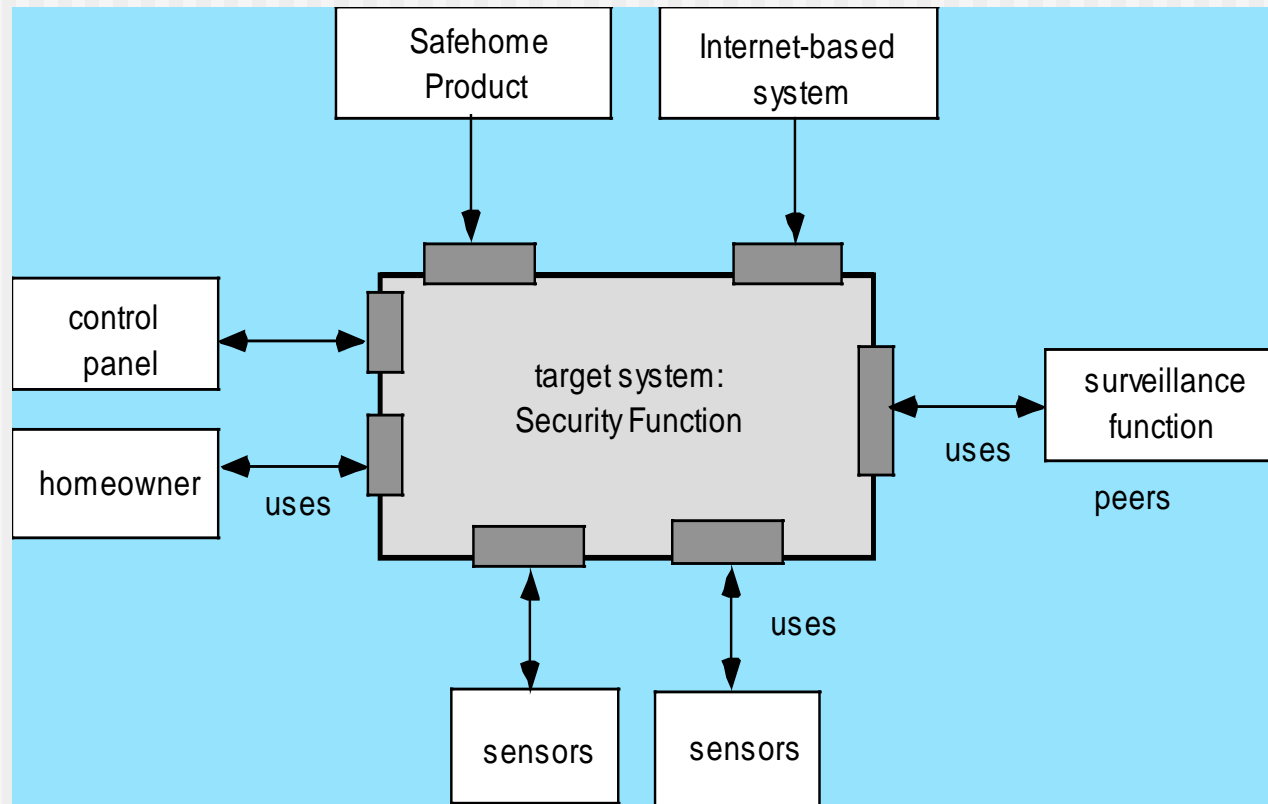 Safehome
Product
Internet-based
system
control
panel
target system:
Security Function
surveillance
function
homeowner
uses
uses
peers
uses
sensors
sensors